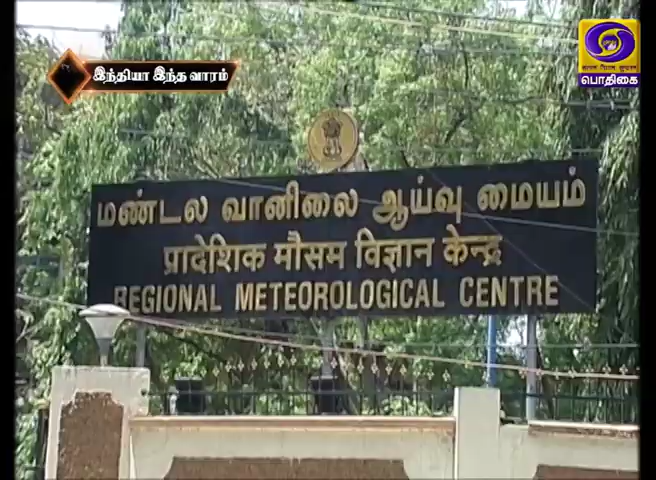 இந்தியா இந்த வாரம்
பொதிகை
மண்டல வானிலை ஆய்வு மையம்
प्रादेशिक मौसम विज्ञान केन्द्र
REGIONAL METEOROLOGICAL CENTRE